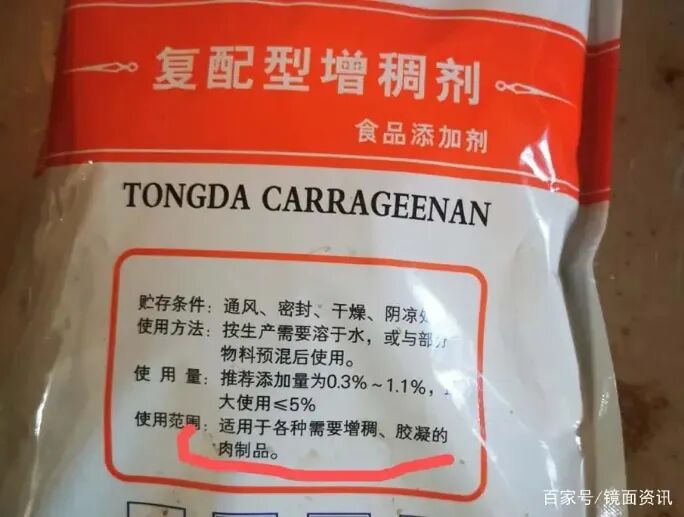 复配型增稠剂
食品添加剂
TONGDA CARRAGEENAN
贮存条件：通风、密封、干燥、阴凉处
使用方法：按生产需要溶于水，或与部分
物料预混后使用。
使 用 量：推荐添加量为0.3%～1.1%，
大使用≤5%
使用范围：适用于各种需要增稠、胶凝的
肉制品。
百家号/镜面资讯